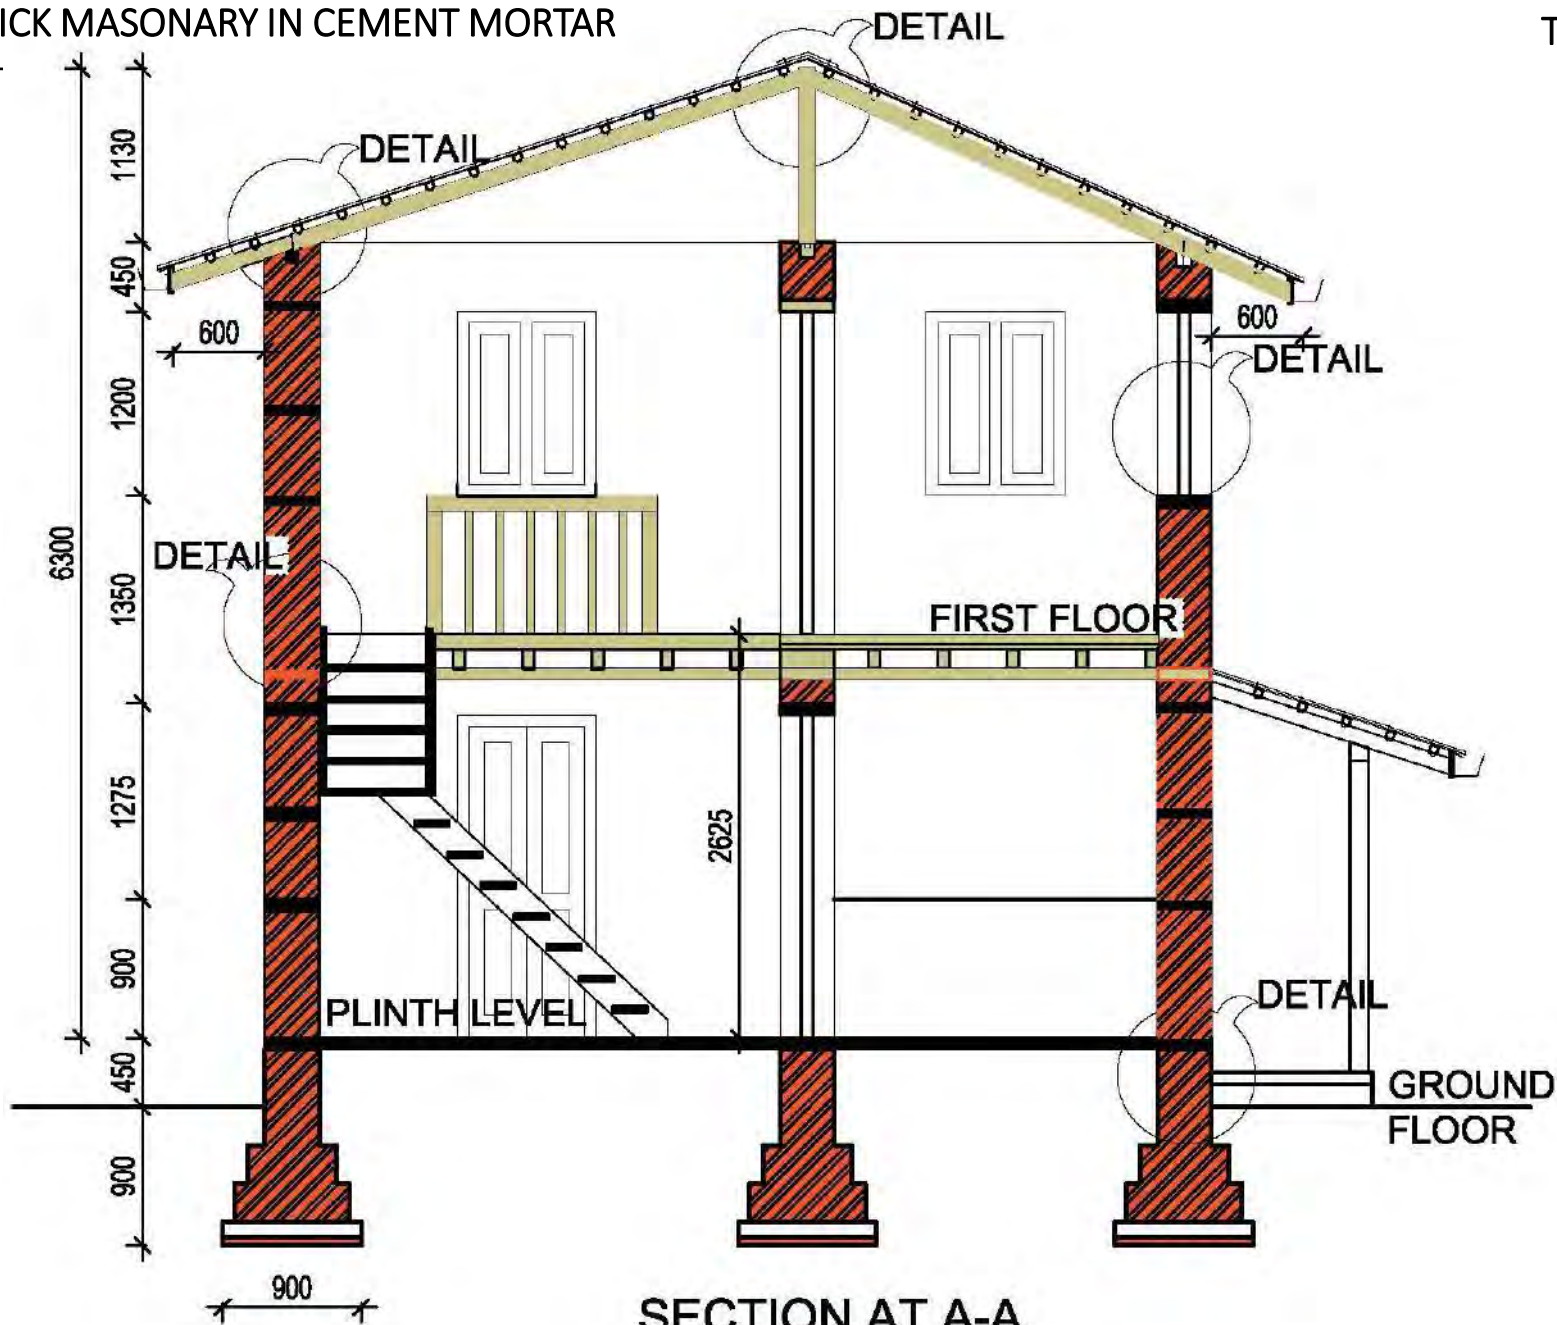 ICK MASONARY IN CEMENT MORTAR
T
DETAIL
DETAIL
1130
450
600
600
DETAIL
1200
6300
DETAIL
1350
FIRST FLOOR
1275
2625
900
PLINTH LEVEL
DETAIL
450
GROUND
FLOOR
900
900
SECTION AT A-A